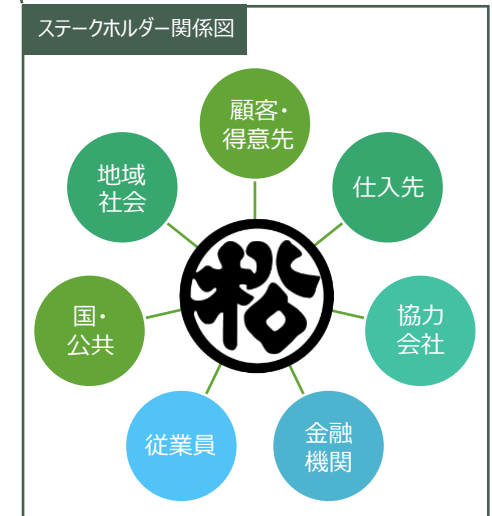 ステークホルダー関係図
顧客・
得意先
地域
社会
仕入先
松
国・
公共
協力
会社
従業員
金融
機関